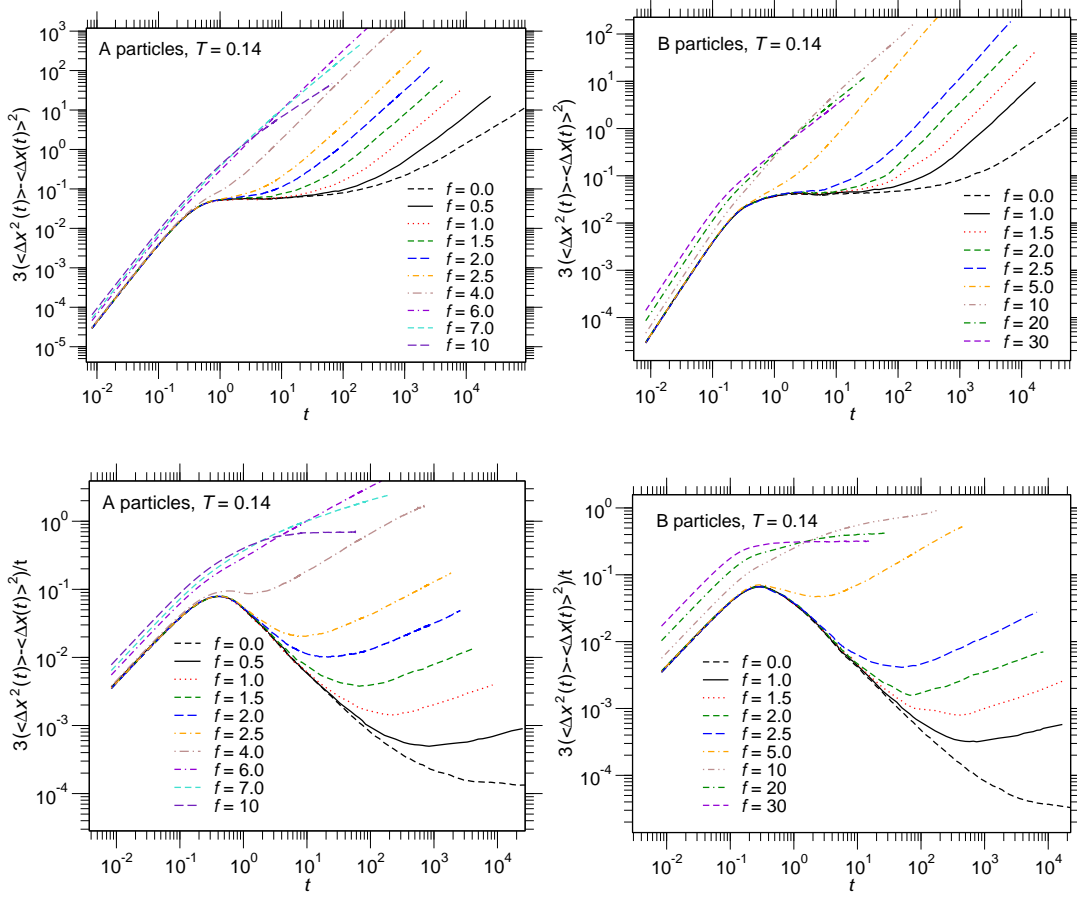 A particles, T = 0.14
3(<Δx²(t)>-<Δx(t)>²)
10³
10²
10¹
10⁰
10⁻¹
10⁻²
10⁻³
10⁻⁴
10⁻⁵
f = 0.0
f = 0.5
f = 1.0
f = 1.5
f = 2.0
f = 2.5
f = 4.0
f = 6.0
f = 7.0
f = 10
10⁻² 10⁻¹ 10⁰ 10¹ 10² 10³ 10⁴
t
B particles, T = 0.14
3(<Δx²(t)>-<Δx(t)>²)
10²
10¹
10⁰
10⁻¹
10⁻²
10⁻³
10⁻⁴
f = 0.0
f = 1.0
f = 1.5
f = 2.0
f = 2.5
f = 5.0
f = 10
f = 20
f = 30
10⁻² 10⁻¹ 10⁰ 10¹ 10² 10³ 10⁴
t
A particles, T = 0.14
3(<Δx²(t)>-<Δx(t)>²)/t
10⁰
10⁻¹
10⁻²
10⁻³
10⁻⁴
f = 0.0
f = 0.5
f = 1.0
f = 1.5
f = 2.0
f = 2.5
f = 4.0
f = 6.0
f = 7.0
f = 10
10⁻² 10⁻¹ 10⁰ 10¹ 10² 10³ 10⁴
t
B particles, T = 0.14
3(<Δx²(t)>-<Δx(t)>²)/t
10⁰
10⁻¹
10⁻²
10⁻³
10⁻⁴
f = 0.0
f = 1.0
f = 1.5
f = 2.0
f = 2.5
f = 5.0
f = 10
f = 20
f = 30
10⁻² 10⁻¹ 10⁰ 10¹ 10² 10³ 10⁴
t